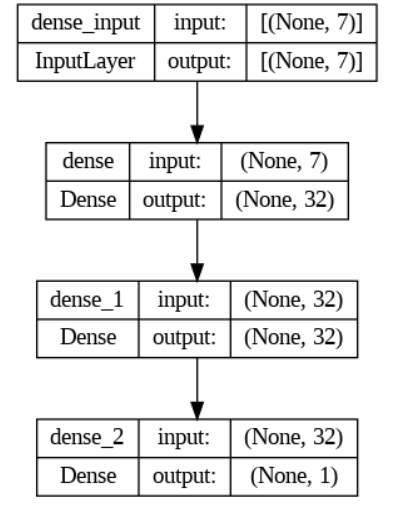 dense_input input: [(None, 7)]
InputLayer output: [(None, 7)]
dense input: (None, 7)
Dense output: (None, 32)
dense_1 input: (None, 32)
Dense output: (None, 32)
dense_2 input: (None, 32)
Dense output: (None, 1)